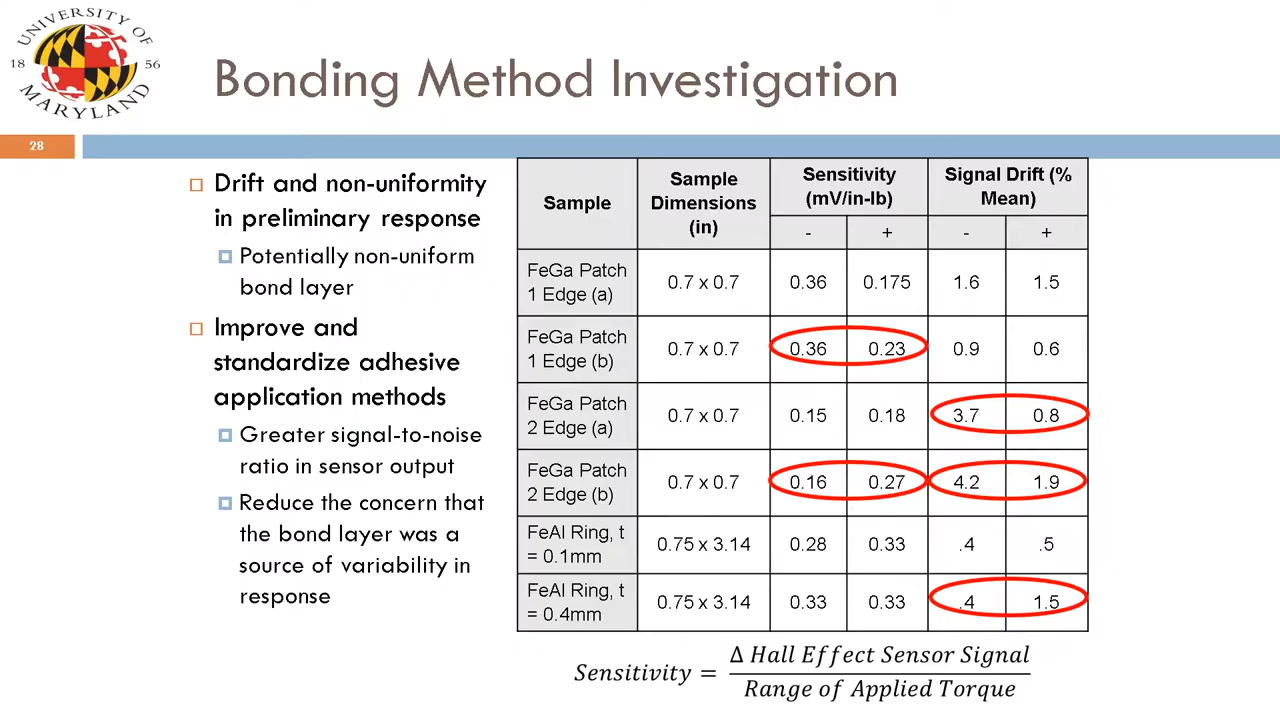 UNIVERSITY OF
18 56
MARYLAND
Bonding Method Investigation
28
Drift and non-uniformity
in preliminary response
Potentially non-uniform
bond layer
Improve and
standardize adhesive
application methods
Greater signal-to-noise
ratio in sensor output
Reduce the concern that
the bond layer was a
source of variability in
response
Sample
Sample
Dimensions
(in)
Sensitivity
(mV/in-lb)
Signal Drift (%
Mean)
- + - +
FeGa Patch
1 Edge (a)
0.7 x 0.7 0.36 0.175 1.6 1.5
FeGa Patch
1 Edge (b)
0.7 x 0.7 0.36 0.23 0.9 0.6
FeGa Patch
2 Edge (a)
0.7 x 0.7 0.15 0.18 3.7 0.8
FeGa Patch
2 Edge (b)
0.7 x 0.7 0.16 0.27 4.2 1.9
FeAl Ring, t
= 0.1mm
0.75 x 3.14 0.28 0.33 .4 .5
FeAl Ring, t
= 0.4mm
0.75 x 3.14 0.33 0.33 .4 1.5
Sensitivity = Δ Hall Effect Sensor Signal
Range of Applied Torque